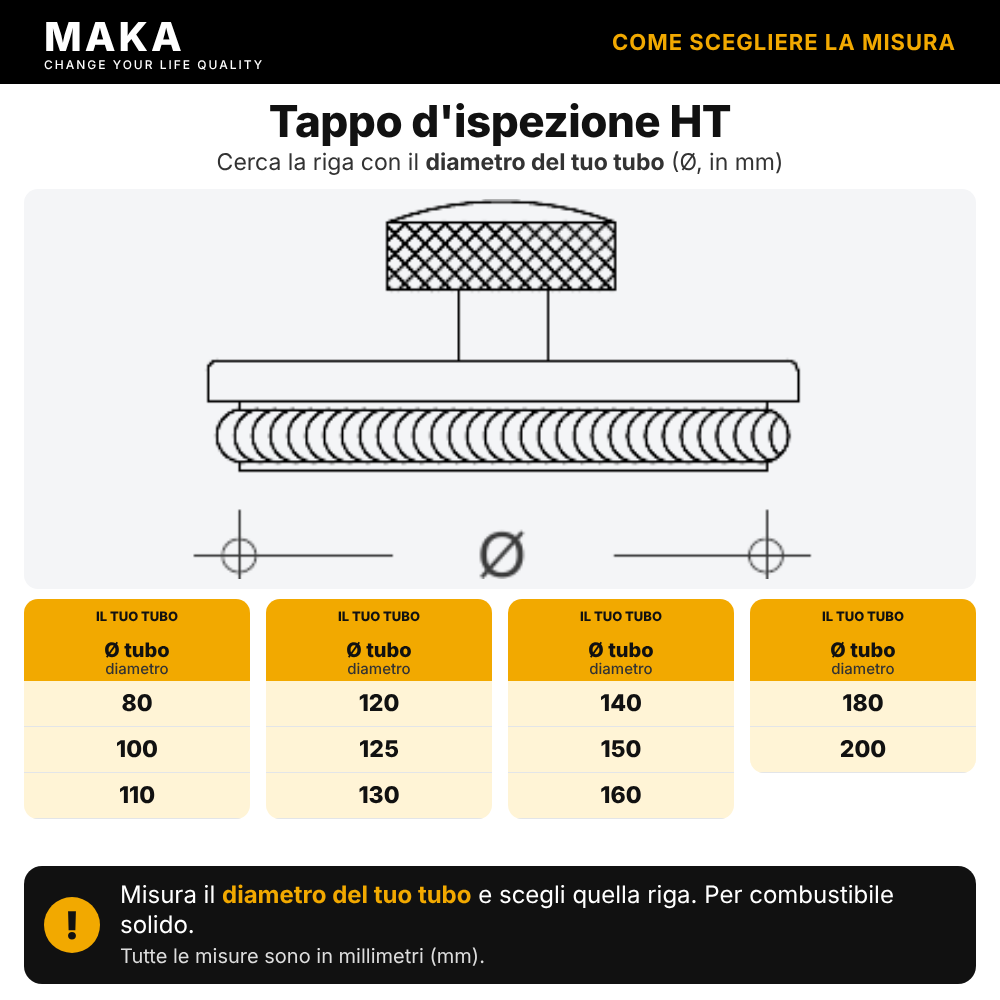 MAKA
CHANGE YOUR LIFE QUALITY
COME SCEGLIERE LA MISURA
Tappo d'ispezione HT
Cerca la riga con il diametro del tuo tubo (Ø, in mm)
Ø
IL TUO TUBO
Ø tubo
diametro
80
100
110
IL TUO TUBO
Ø tubo
diametro
120
125
130
IL TUO TUBO
Ø tubo
diametro
140
150
160
IL TUO TUBO
Ø tubo
diametro
180
200
!
Misura il diametro del tuo tubo e scegli quella riga. Per combustibile
solido.
Tutte le misure sono in millimetri (mm).